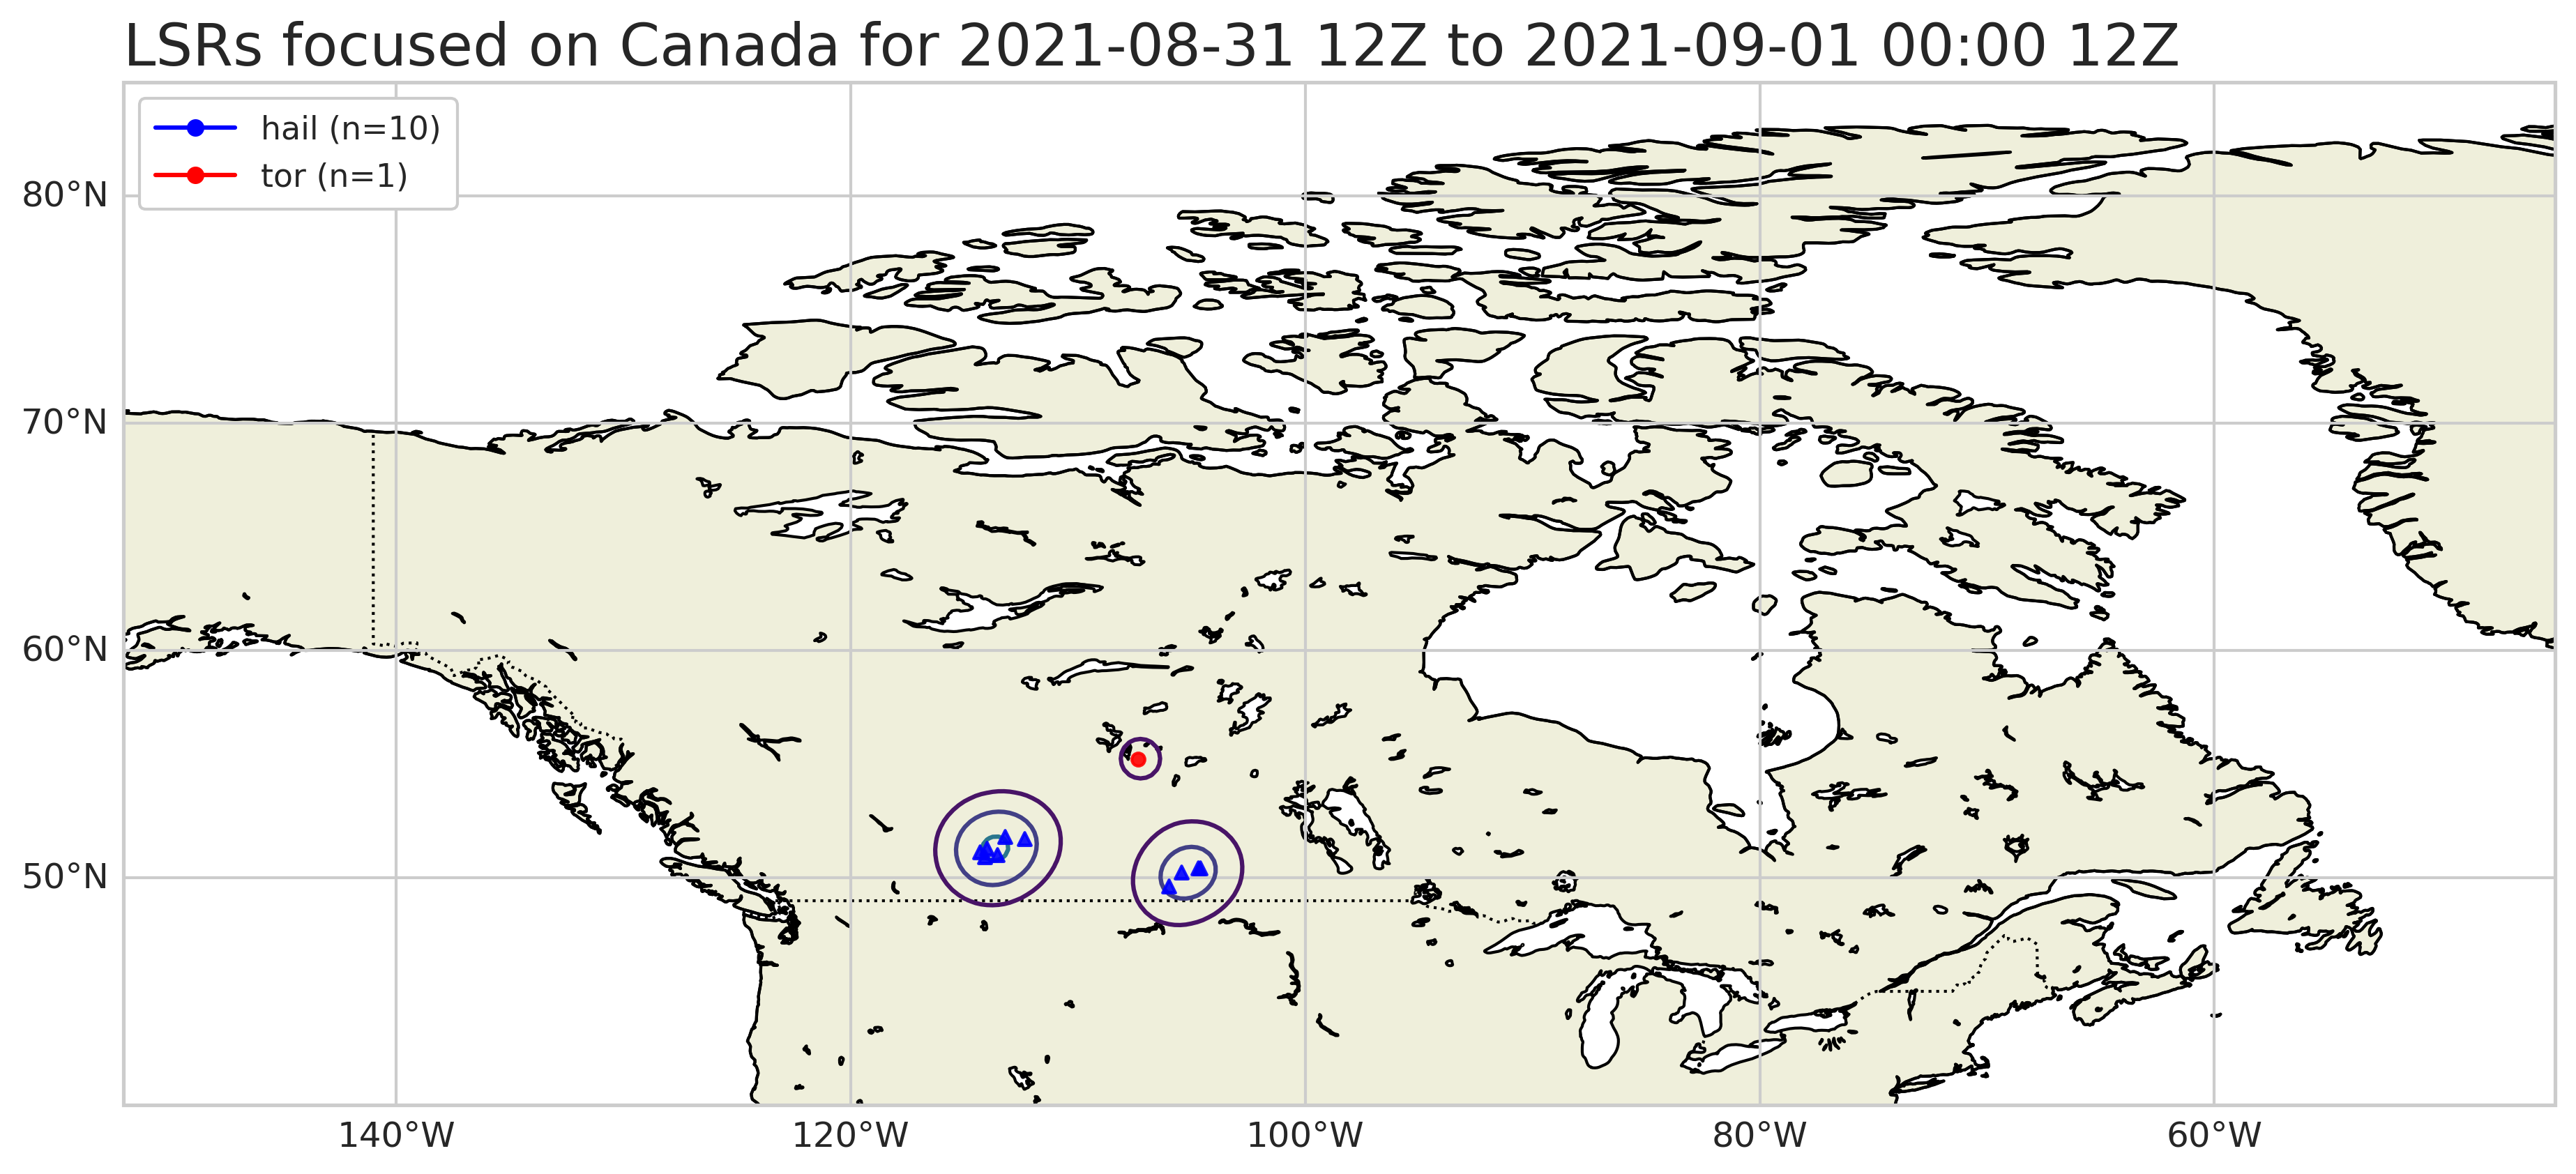 LSRs focused on Canada for 2021-08-31 12Z to 2021-09-01 00:00 12Z
hail (n=10)
tor (n=1)
80°N
70°N
60°N
50°N
140°W
120°W
100°W
80°W
60°W